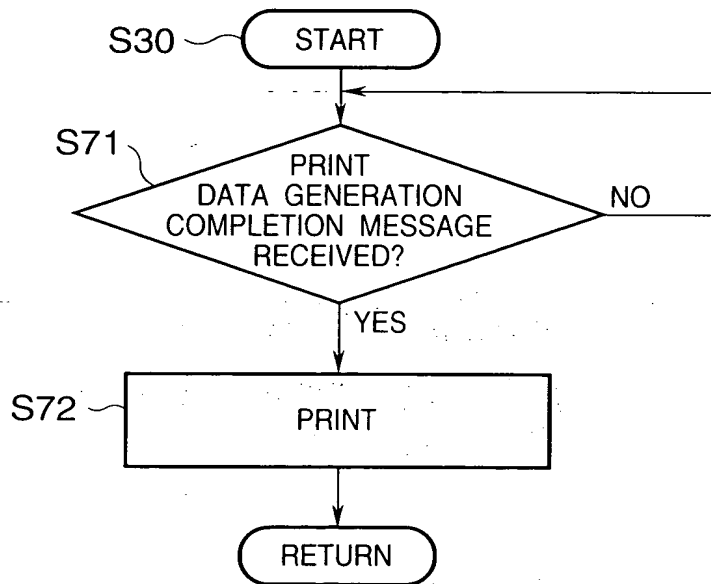 S30
START
S71
PRINT
DATA GENERATION
COMPLETION MESSAGE
RECEIVED?
NO
YES
S72
PRINT
RETURN